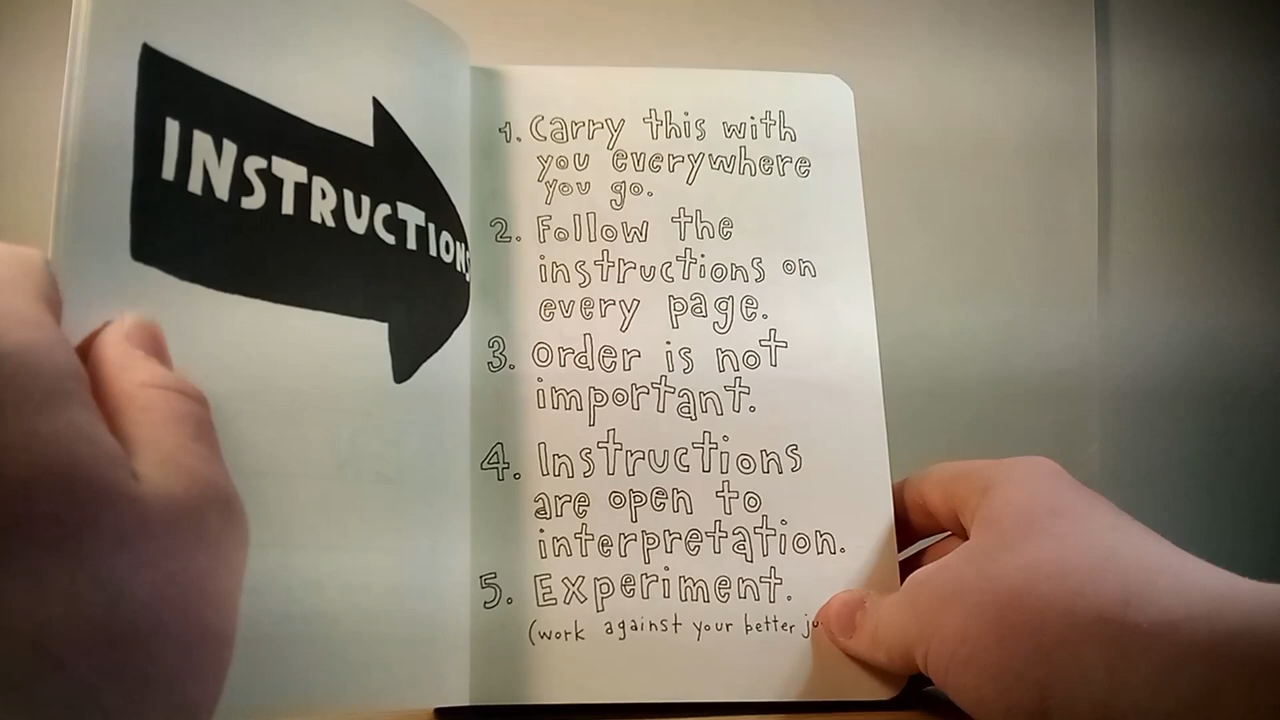 INSTRUCTIONS
1. Carry this with
you everywhere
you go.
2. Follow the
instructions on
every page.
3. Order is not
important.
4. Instructions
are open to
interpretation.
5. Experiment.
(work against your better